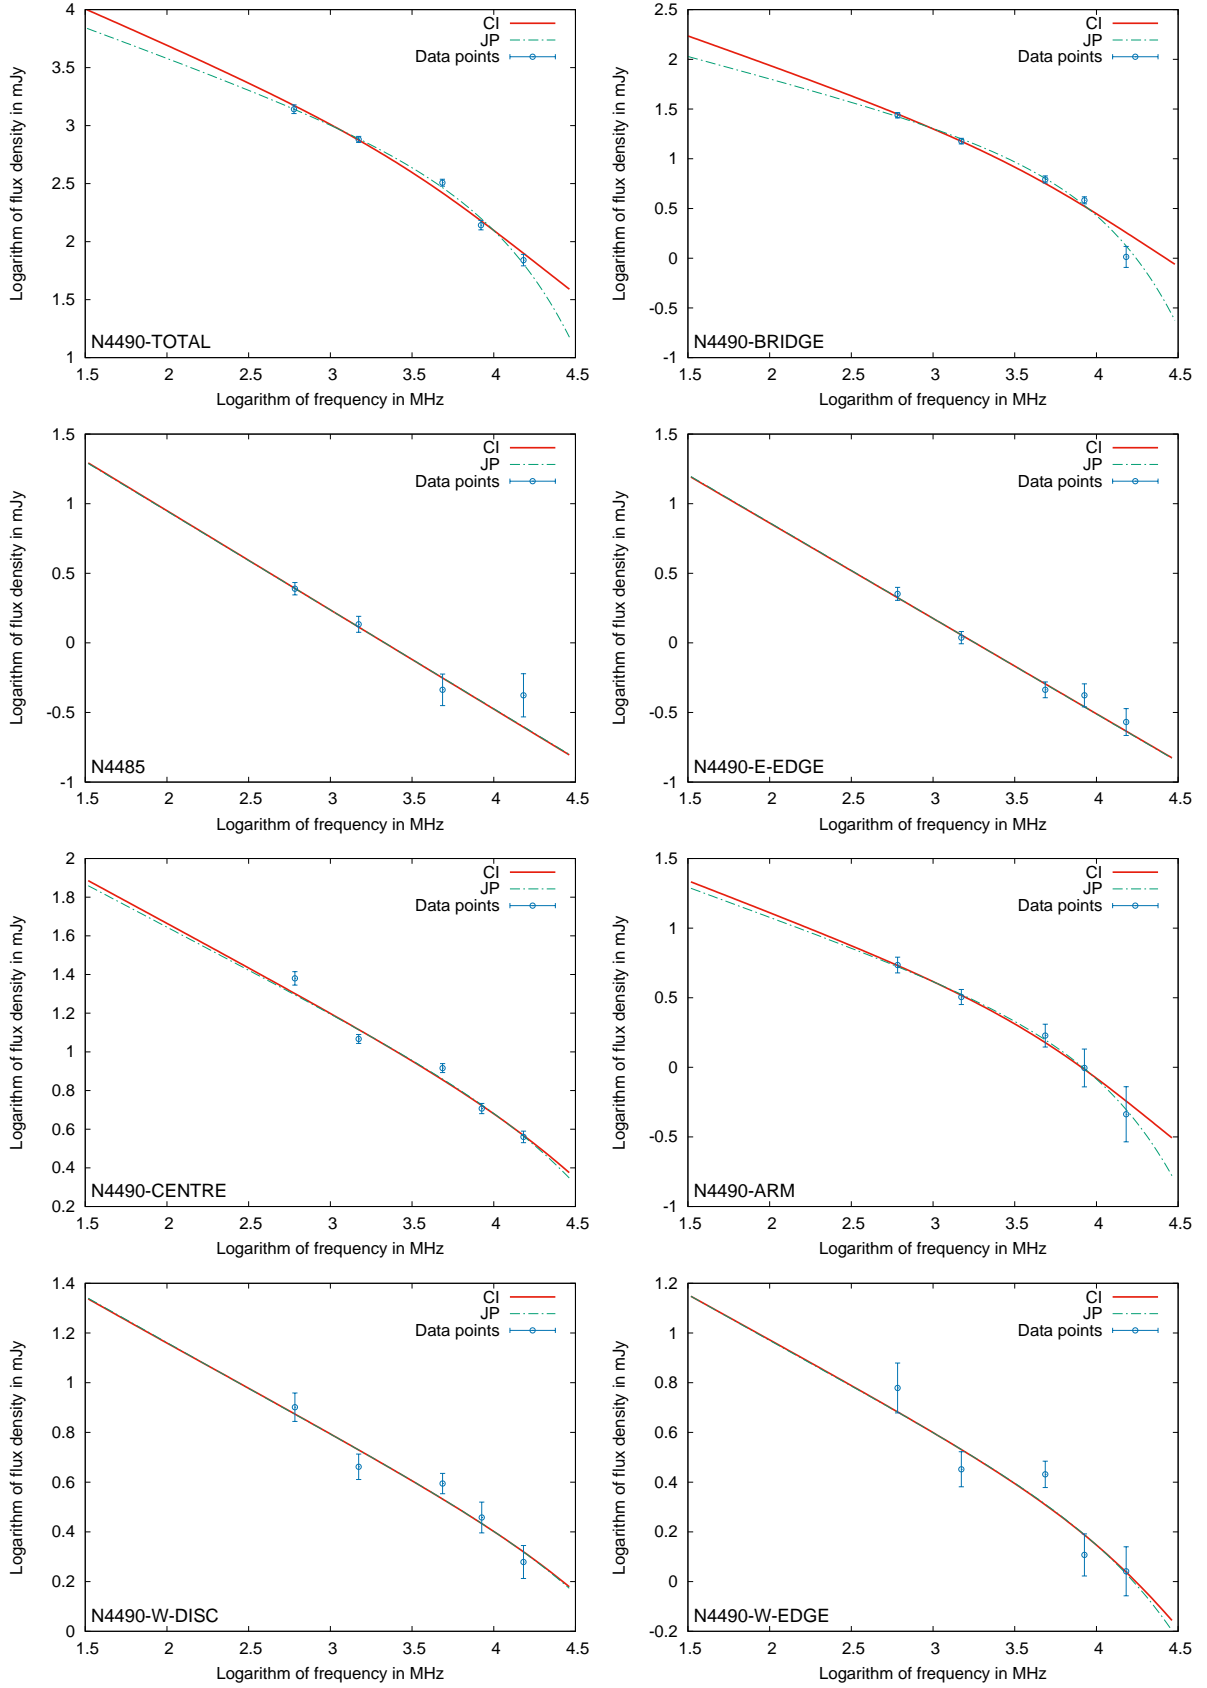 4
3.5
3
2.5
2
1.5
1
1.5
2
2.5
3
3.5
4
4.5
Logarithm of flux density in mJy
Logarithm of frequency in MHz
CI
JP
Data points
N4490-TOTAL
2.5
2
1.5
1
0.5
0
-0.5
-1
1.5
2
2.5
3
3.5
4
4.5
Logarithm of flux density in mJy
Logarithm of frequency in MHz
CI
JP
Data points
N4490-BRIDGE
1.5
1
0.5
0
-0.5
-1
1.5
2
2.5
3
3.5
4
4.5
Logarithm of flux density in mJy
Logarithm of frequency in MHz
CI
JP
Data points
N4485
1.5
1
0.5
0
-0.5
-1
1.5
2
2.5
3
3.5
4
4.5
Logarithm of flux density in mJy
Logarithm of frequency in MHz
CI
JP
Data points
N4490-E-EDGE
2
1.8
1.6
1.4
1.2
1
0.8
0.6
0.4
0.2
1.5
2
2.5
3
3.5
4
4.5
Logarithm of flux density in mJy
Logarithm of frequency in MHz
CI
JP
Data points
N4490-CENTRE
1.5
1
0.5
0
-0.5
-1
1.5
2
2.5
3
3.5
4
4.5
Logarithm of flux density in mJy
Logarithm of frequency in MHz
CI
JP
Data points
N4490-ARM
1.4
1.2
1
0.8
0.6
0.4
0.2
0
1.5
2
2.5
3
3.5
4
4.5
Logarithm of flux density in mJy
Logarithm of frequency in MHz
CI
JP
Data points
N4490-W-DISC
1.2
1
0.8
0.6
0.4
0.2
0
-0.2
1.5
2
2.5
3
3.5
4
4.5
Logarithm of flux density in mJy
Logarithm of frequency in MHz
CI
JP
Data points
N4490-W-EDGE